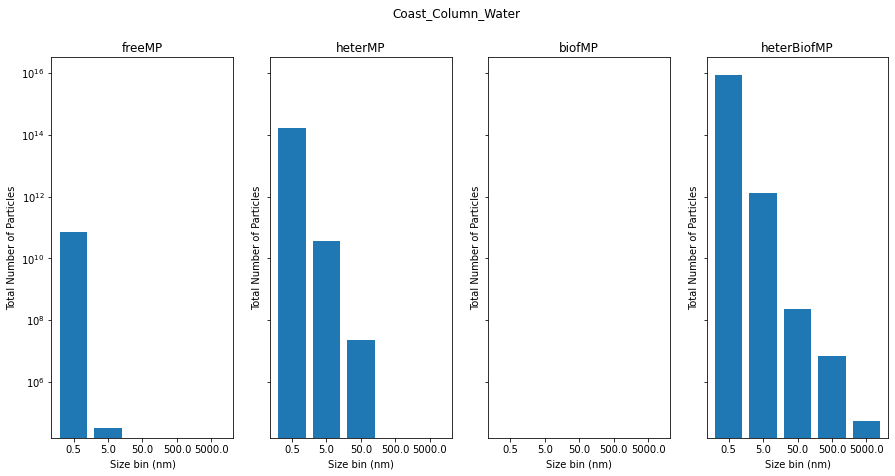 Coast_Column_Water
freeMP
heterMP
biofMP
heterBiofMP
Total Number of Particles
10^16
10^14
10^12
10^10
10^8
10^6
0.5 5.0 50.0 500.0 5000.0
Size bin (nm)
Total Number of Particles
0.5 5.0 50.0 500.0 5000.0
Size bin (nm)
Total Number of Particles
0.5 5.0 50.0 500.0 5000.0
Size bin (nm)
Total Number of Particles
0.5 5.0 50.0 500.0 5000.0
Size bin (nm)